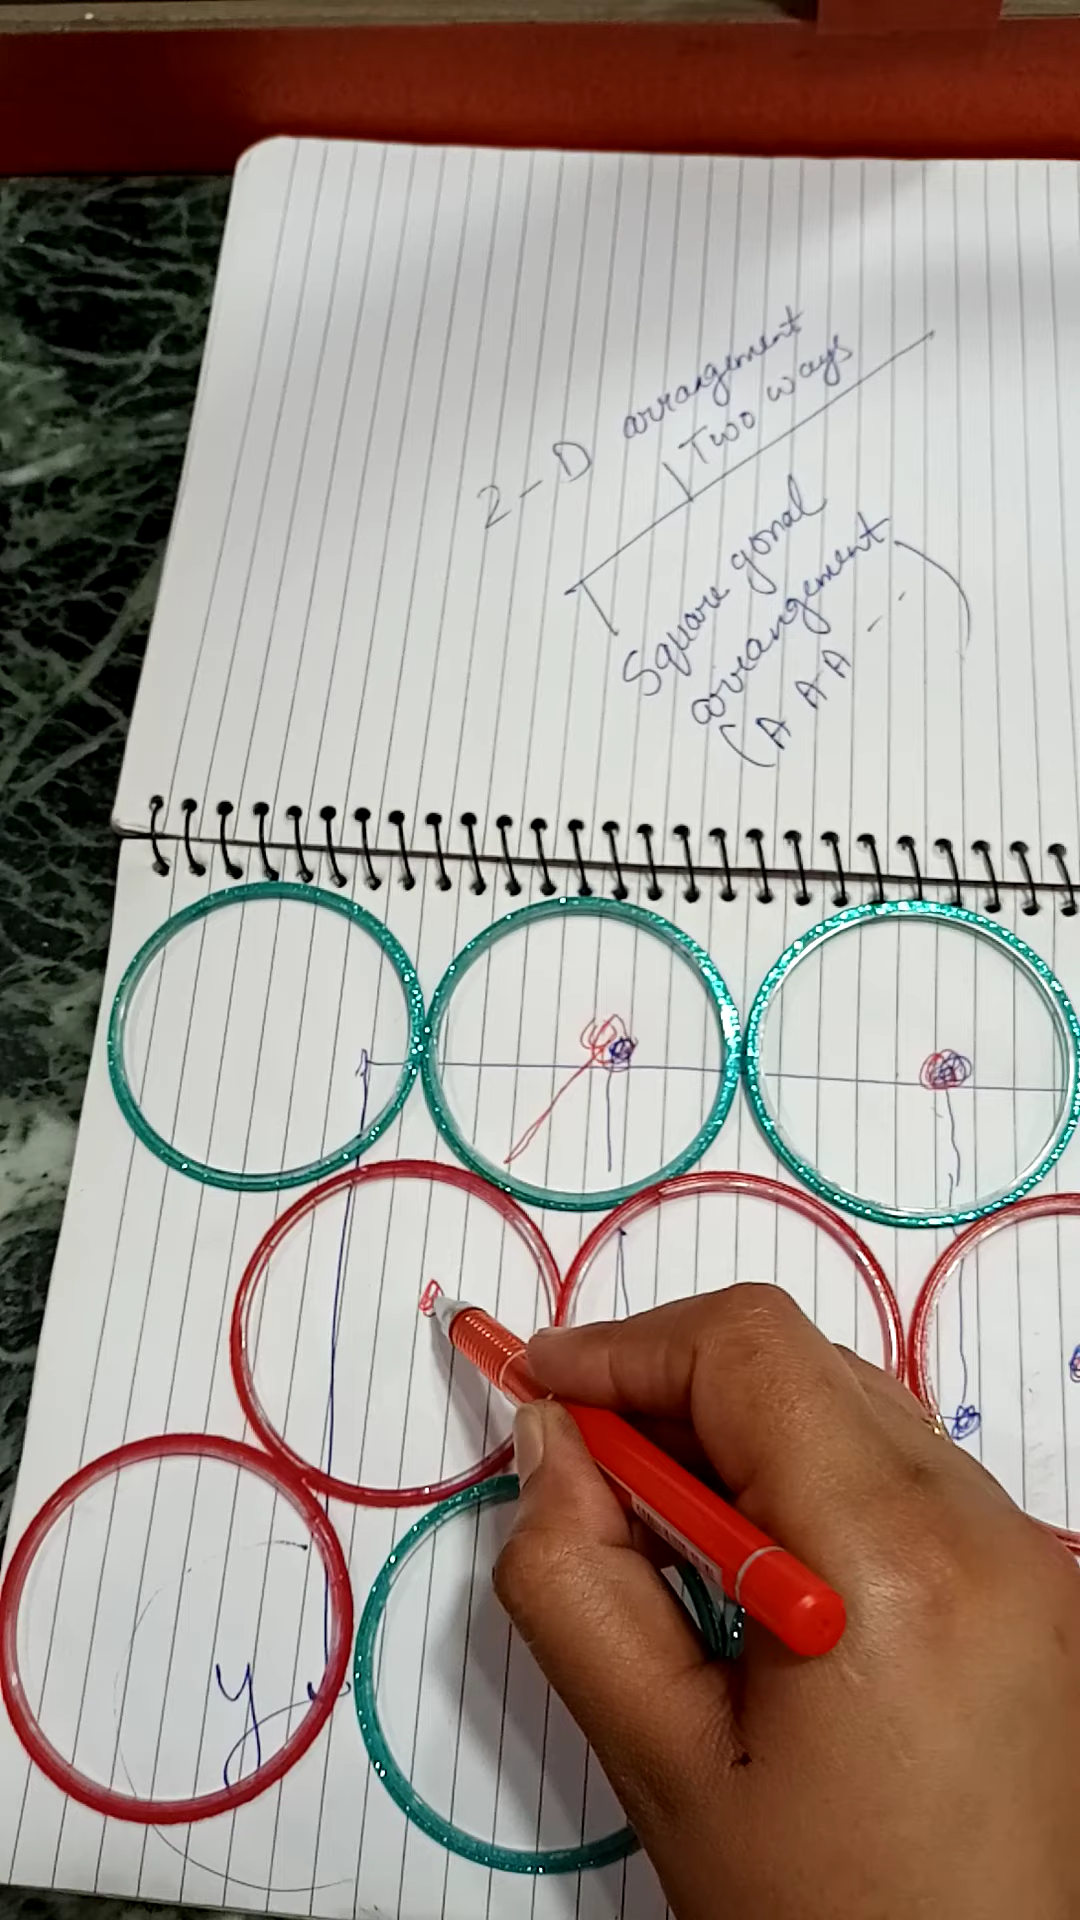 2-D arrangement
Two ways
Square gonal
arrangement
(A A A - - - )
y